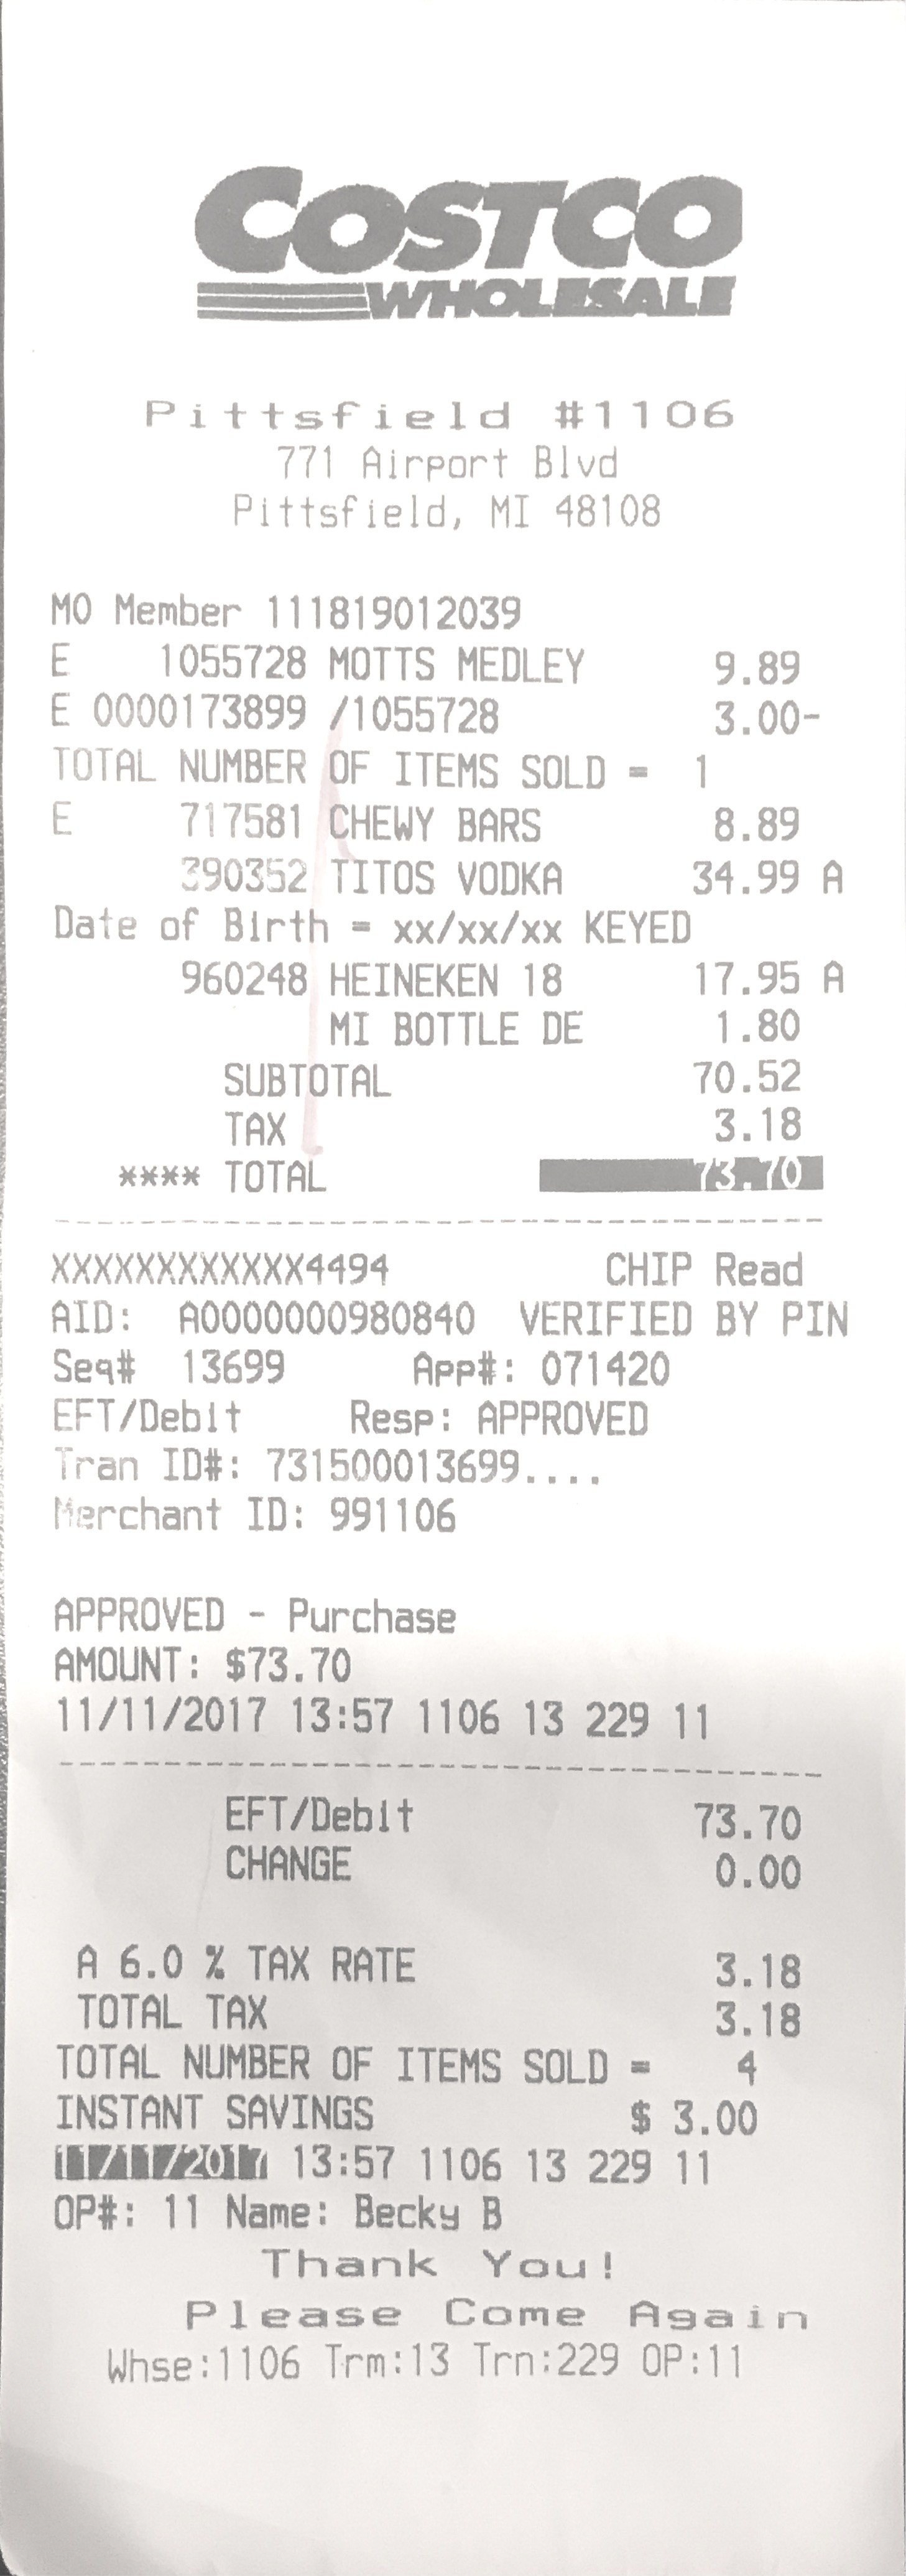 COSTCO
WHOLESALE
Pittsfield #1106
771 Airport Blvd
Pittsfield, MI 48108
MO Member 111819012039
E 1055728 MOTTS MEDLEY 9.89
E 0000173899 /1055728 3.00-
TOTAL NUMBER OF ITEMS SOLD = 1
E 717581 CHEWY BARS 8.89
390352 TITOS VODKA 34.99 A
Date of Birth = xx/xx/xx KEYED
960248 HEINEKEN 18 17.95 A
MI BOTTLE DE 1.80
SUBTOTAL 70.52
TAX 3.18
**** TOTAL 73.70
XXXXXXXXXXXX4494 CHIP Read
AID: A0000000980840 VERIFIED BY PIN
Seq# 13699 App#: 071420
EFT/Debit Resp: APPROVED
Tran ID#: 731500013699....
Merchant ID: 991106
APPROVED - Purchase
AMOUNT: $73.70
11/11/2017 13:57 1106 13 229 11
EFT/Debit 73.70
CHANGE 0.00
A 6.0 % TAX RATE 3.18
TOTAL TAX 3.18
TOTAL NUMBER OF ITEMS SOLD = 4
INSTANT SAVINGS $ 3.00
11/11/2017 13:57 1106 13 229 11
OP#: 11 Name: Becky B
Thank You!
Please Come Again
Whse:1106 Trm:13 Trn:229 OP:11